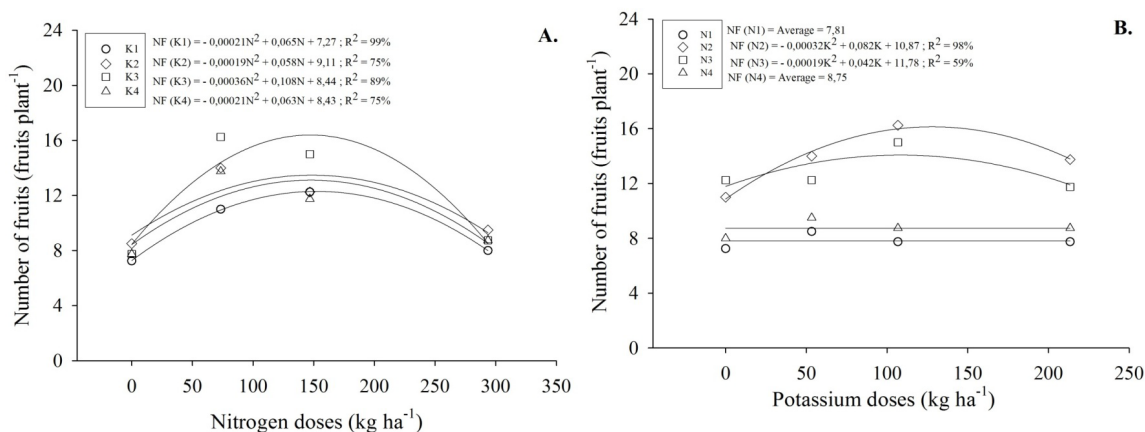 A.
Number of fruits (fruits plant⁻¹)
24
20
16
12
8
4
0
K1
K2
K3
K4
NF (K1) = - 0,00021N² + 0,065N + 7,27 ; R² = 99%
NF (K2) = - 0,00019N² + 0,058N + 9,11 ; R² = 75%
NF (K3) = - 0,00036N² + 0,108N + 8,44 ; R² = 89%
NF (K4) = - 0,00021N² + 0,063N + 8,43 ; R² = 75%
0 50 100 150 200 250 300 350
Nitrogen doses (kg ha⁻¹)
B.
Number of fruits (fruits plant⁻¹)
24
20
16
12
8
4
0
N1
N2
N3
N4
NF (N1) = Average = 7,81
NF (N2) = - 0,00032K² + 0,082K + 10,87 ; R² = 98%
NF (N3) = - 0,00019K² + 0,042K + 11,78 ; R² = 59%
NF (N4) = Average = 8,75
0 50 100 150 200 250
Potassium doses (kg ha⁻¹)